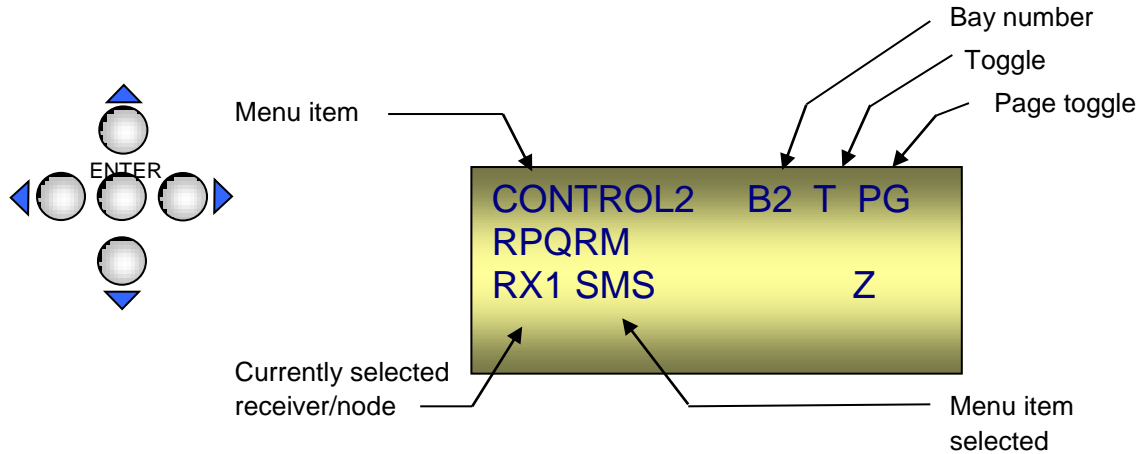 Bay number
Toggle
Page toggle
Menu item
ENTER
CONTROL2 B2 T PG
RPQRM
RX1 SMS Z
Currently selected
receiver/node
Menu item
selected